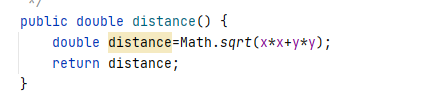 */
public double distance() {
    double distance=Math.sqrt(x*x+y*y);
    return distance;
}